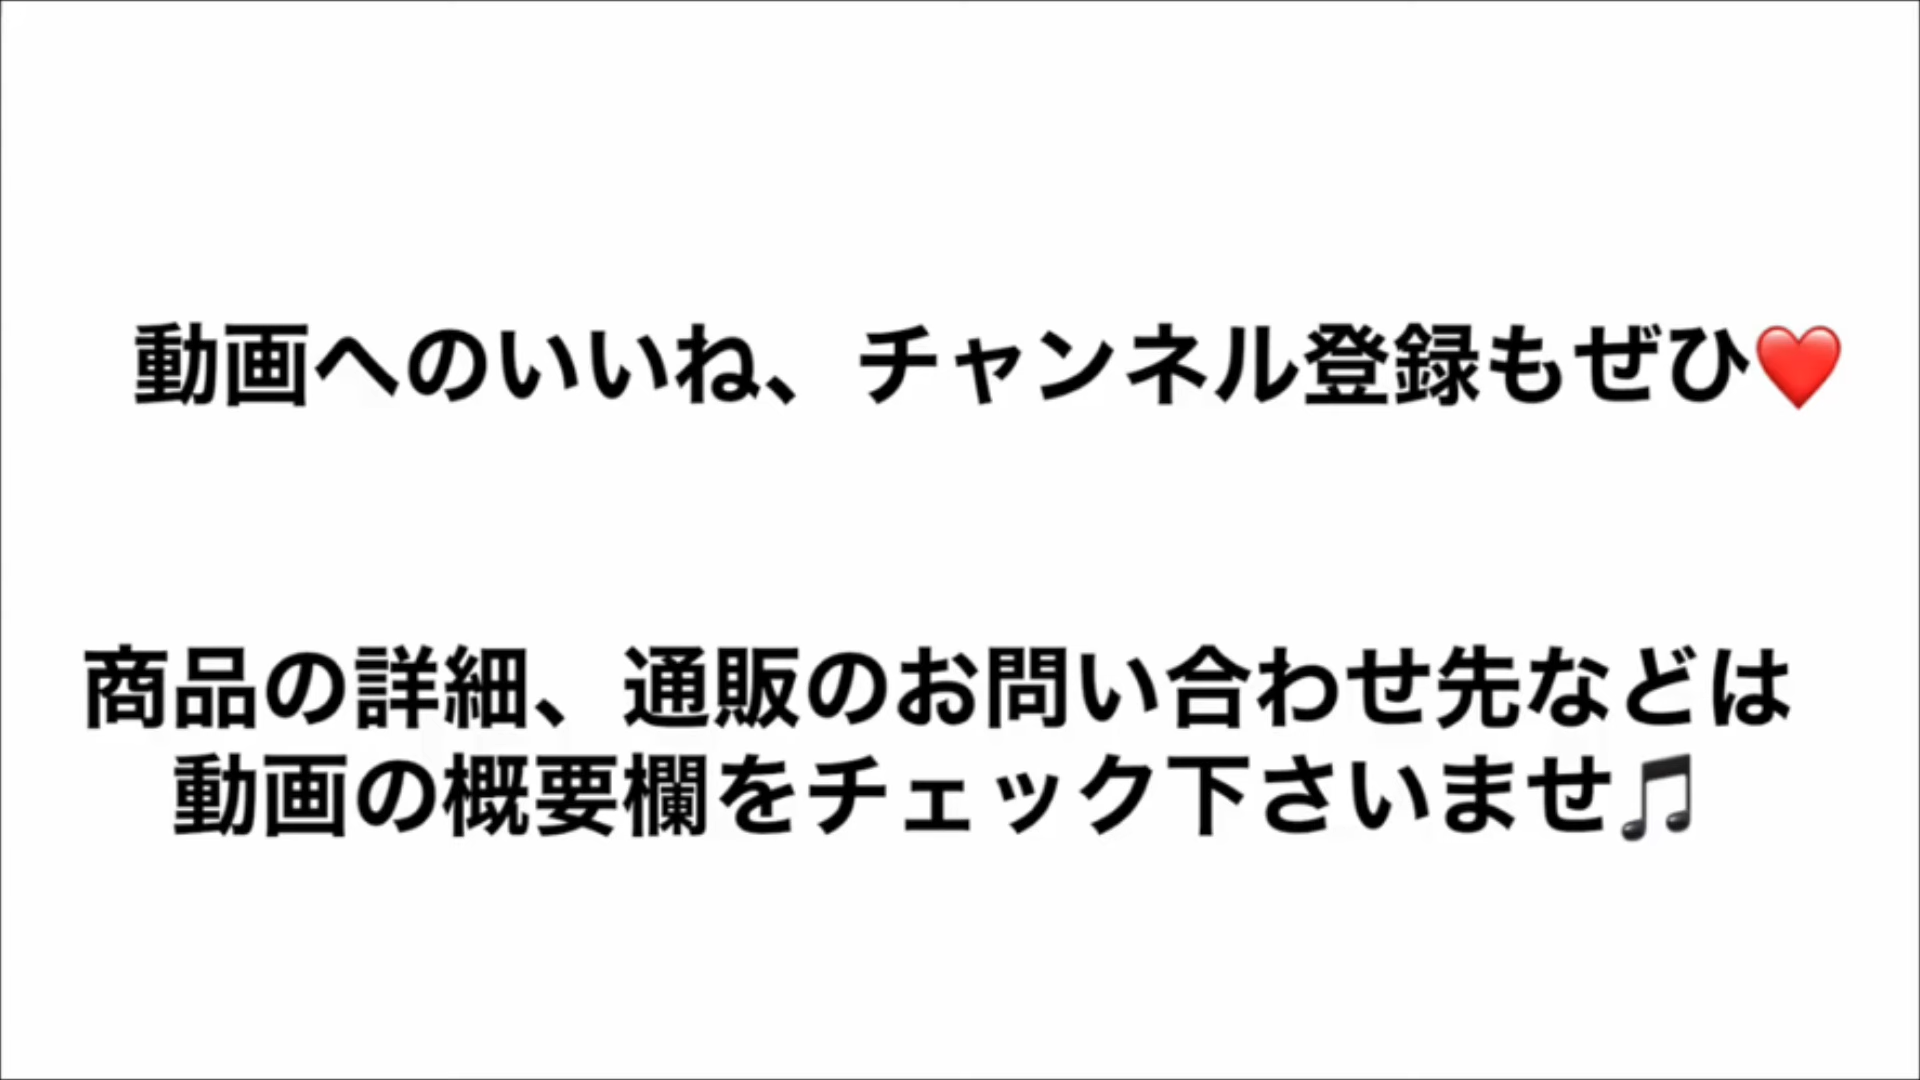 動画へのいいね、チャンネル登録もぜひ❤️
商品の詳細、通販のお問い合わせ先などは
動画の概要欄をチェック下さいませ🎵